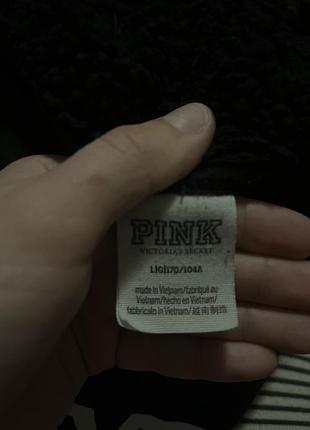 PINK
VICTORIA'S SECRET
L|G|170/104A
made in Vietnam/fabriqué au
Vietnam/hecho en Vietnam/
fabbricato in Vietnam/越南制造